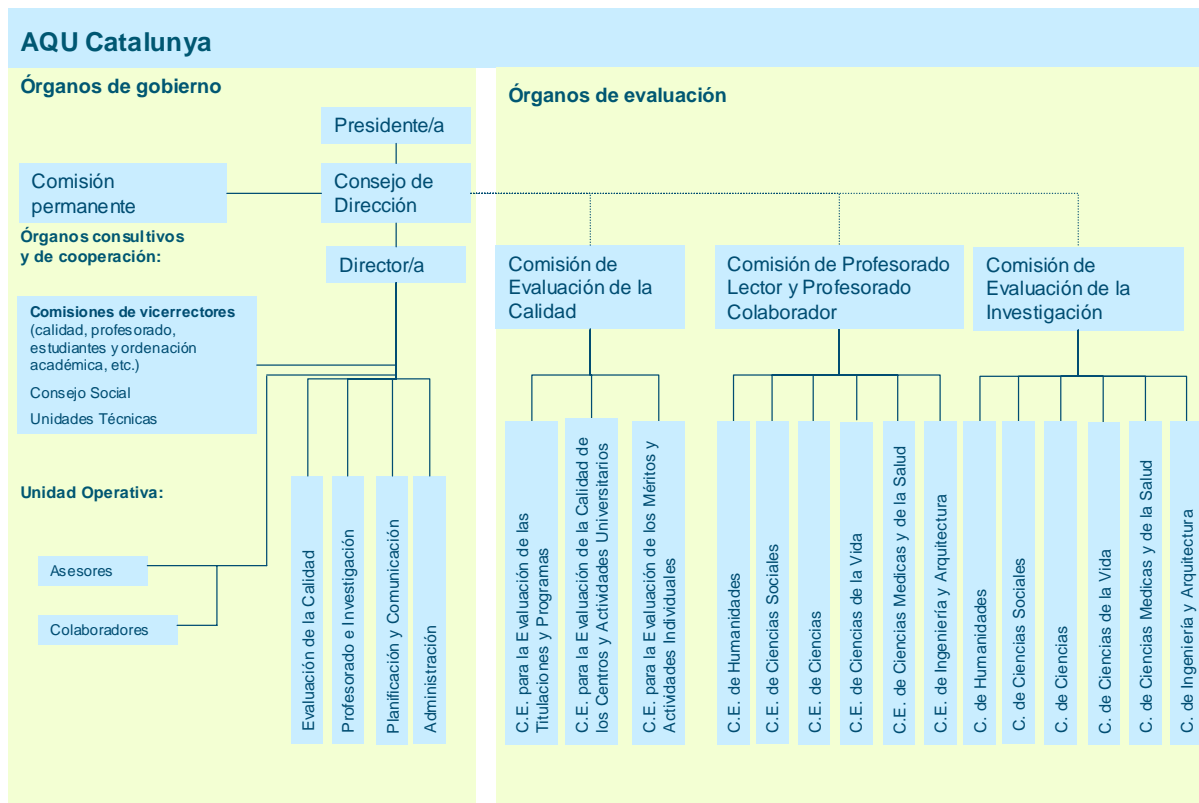 AQU Catalunya
Órganos de gobierno
Presidente/a
Comisión
permanente
Consejo de
Dirección
Órganos consultivos
y de cooperación:
Director/a
Comisiones de vicerrectores
(calidad, profesorado,
estudiantes y ordenación
académica, etc.)
Consejo Social
Unidades Técnicas
Unidad Operativa:
Asesores
Colaboradores
Evaluación de la Calidad
Profesorado e Investigación
Planificación y Comunicación
Administración
Órganos de evaluación
Comisión de
Evaluación de la
Calidad
Comisión de Profesorado
Lector y Profesorado
Colaborador
Comisión de
Evaluación de la
Investigación
C.E. para la Evaluación de las
Titulaciones y Programas
C.E. para la Evaluación de la Calidad de
los Centros y Actividades Universitarios
C.E. para la Evaluación de los Méritos y
Actividades Individuales
C.E. de Humanidades
C.E. de Ciencias Sociales
C.E. de Ciencias
C.E. de Ciencias de la Vida
C.E. de Ciencias Medicas y de la Salud
C.E. de Ingeniería y Arquitectura
C. de Humanidades
C. de Ciencias Sociales
C. de Ciencias
C. de Ciencias de la Vida
C. de Ciencias Medicas y de la Salud
C. de Ingeniería y Arquitectura